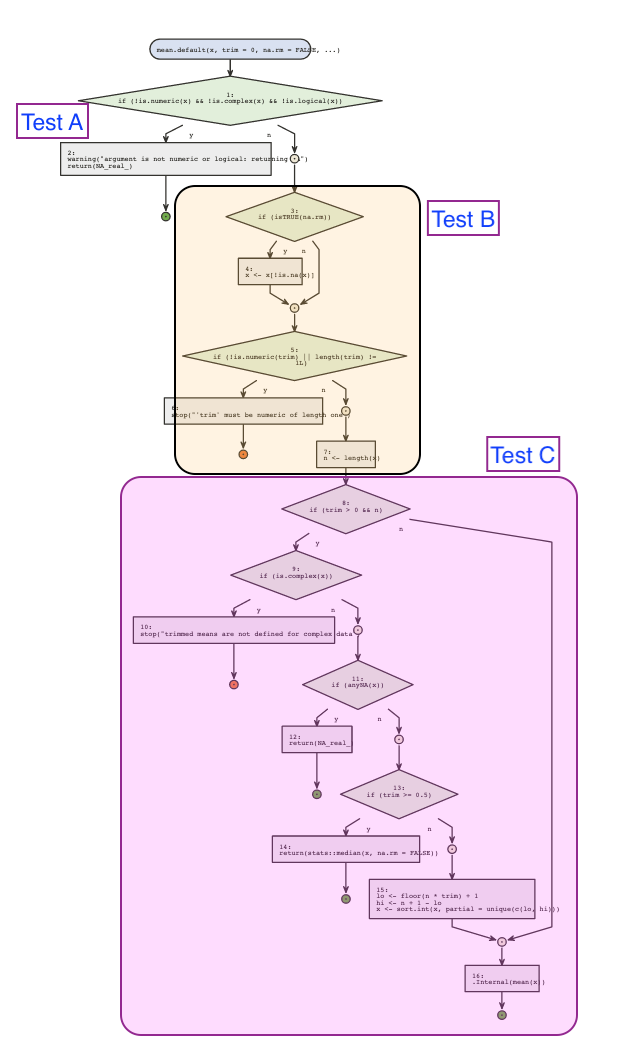 mean.default(x, trim = 0, na.rm = FALSE, ...)
1:
if (!is.numeric(x) && !is.complex(x) && !is.logical(x))
Test A
y
n
2:
warning("argument is not numeric or logical: returning NA")
return(NA_real_)
Test B
3:
if (isTRUE(na.rm))
y
n
4:
x <- x[!is.na(x)]
5:
if (!is.numeric(trim) || length(trim) !=
1L)
y
n
6:
stop("'trim' must be numeric of length one")
7:
n <- length(x)
Test C
8:
if (trim > 0 && n)
y
n
9:
if (is.complex(x))
y
n
10:
stop("trimmed means are not defined for complex data
11:
if (anyNA(x))
y
n
12:
return(NA_real_)
13:
if (trim >= 0.5)
y
n
14:
return(stats::median(x, na.rm = FALSE))
15:
lo <- floor(n * trim) + 1
hi <- n + 1 - lo
x <- sort.int(x, partial = unique(c(lo, hi)))
16:
.Internal(mean(x))